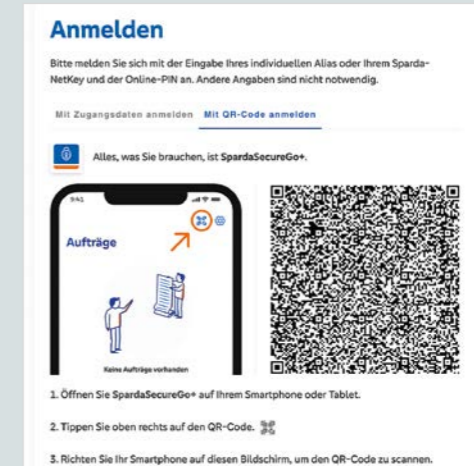 Anmelden
Bitte melden Sie sich mit der Eingabe Ihres individuellen Alias oder Ihrem Sparda-
NetKey und der Online-PIN an. Andere Angaben sind nicht notwendig.
Mit Zugangsdaten anmelden Mit QR-Code anmelden
Alles, was Sie brauchen, ist SpardaSecureGo+.
9:41
Aufträge
Keine Aufträge vorhanden
1. Öffnen Sie SpardaSecureGo+ auf Ihrem Smartphone oder Tablet.
2. Tippen Sie oben rechts auf den QR-Code.
3. Richten Sie Ihr Smartphone auf diesen Bildschirm, um den QR-Code zu scannen.